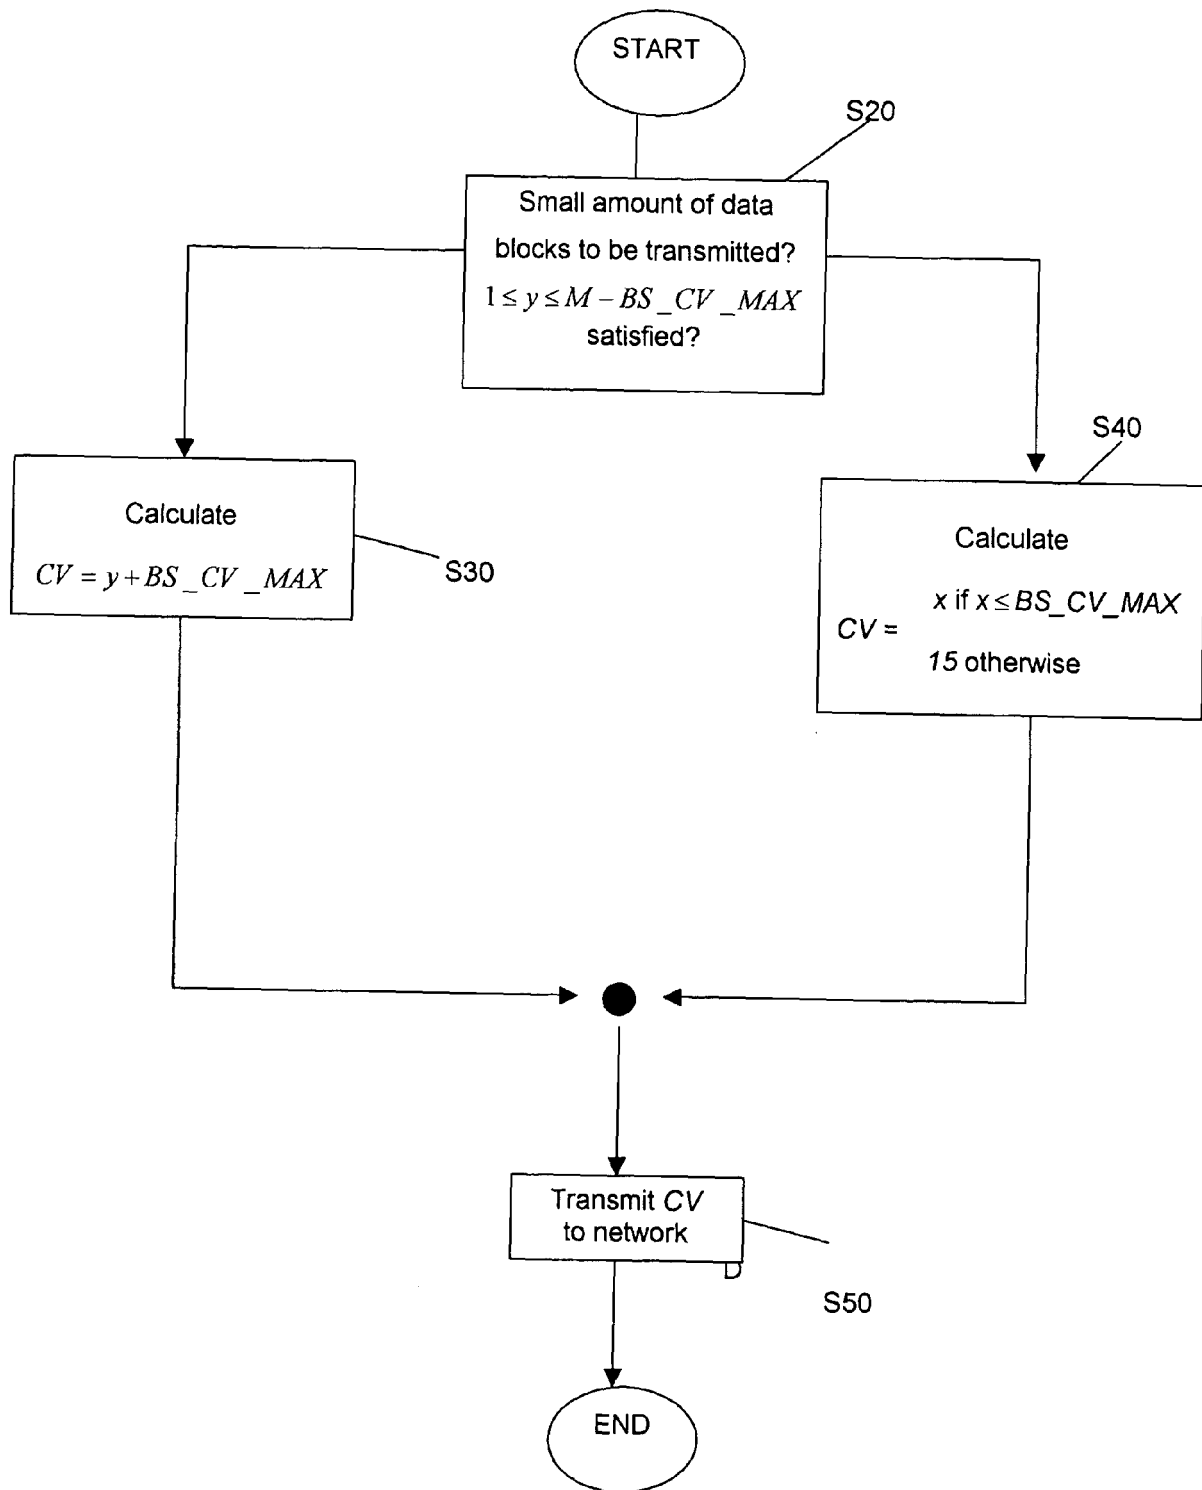 START
S20
Small amount of data
blocks to be transmitted?
1 ≤ y ≤ M − BS_CV_MAX
satisfied?
S40
Calculate
CV = y + BS_CV_MAX
S30
Calculate
x if x ≤ BS_CV_MAX
CV =
15 otherwise
Transmit CV
to network
S50
END